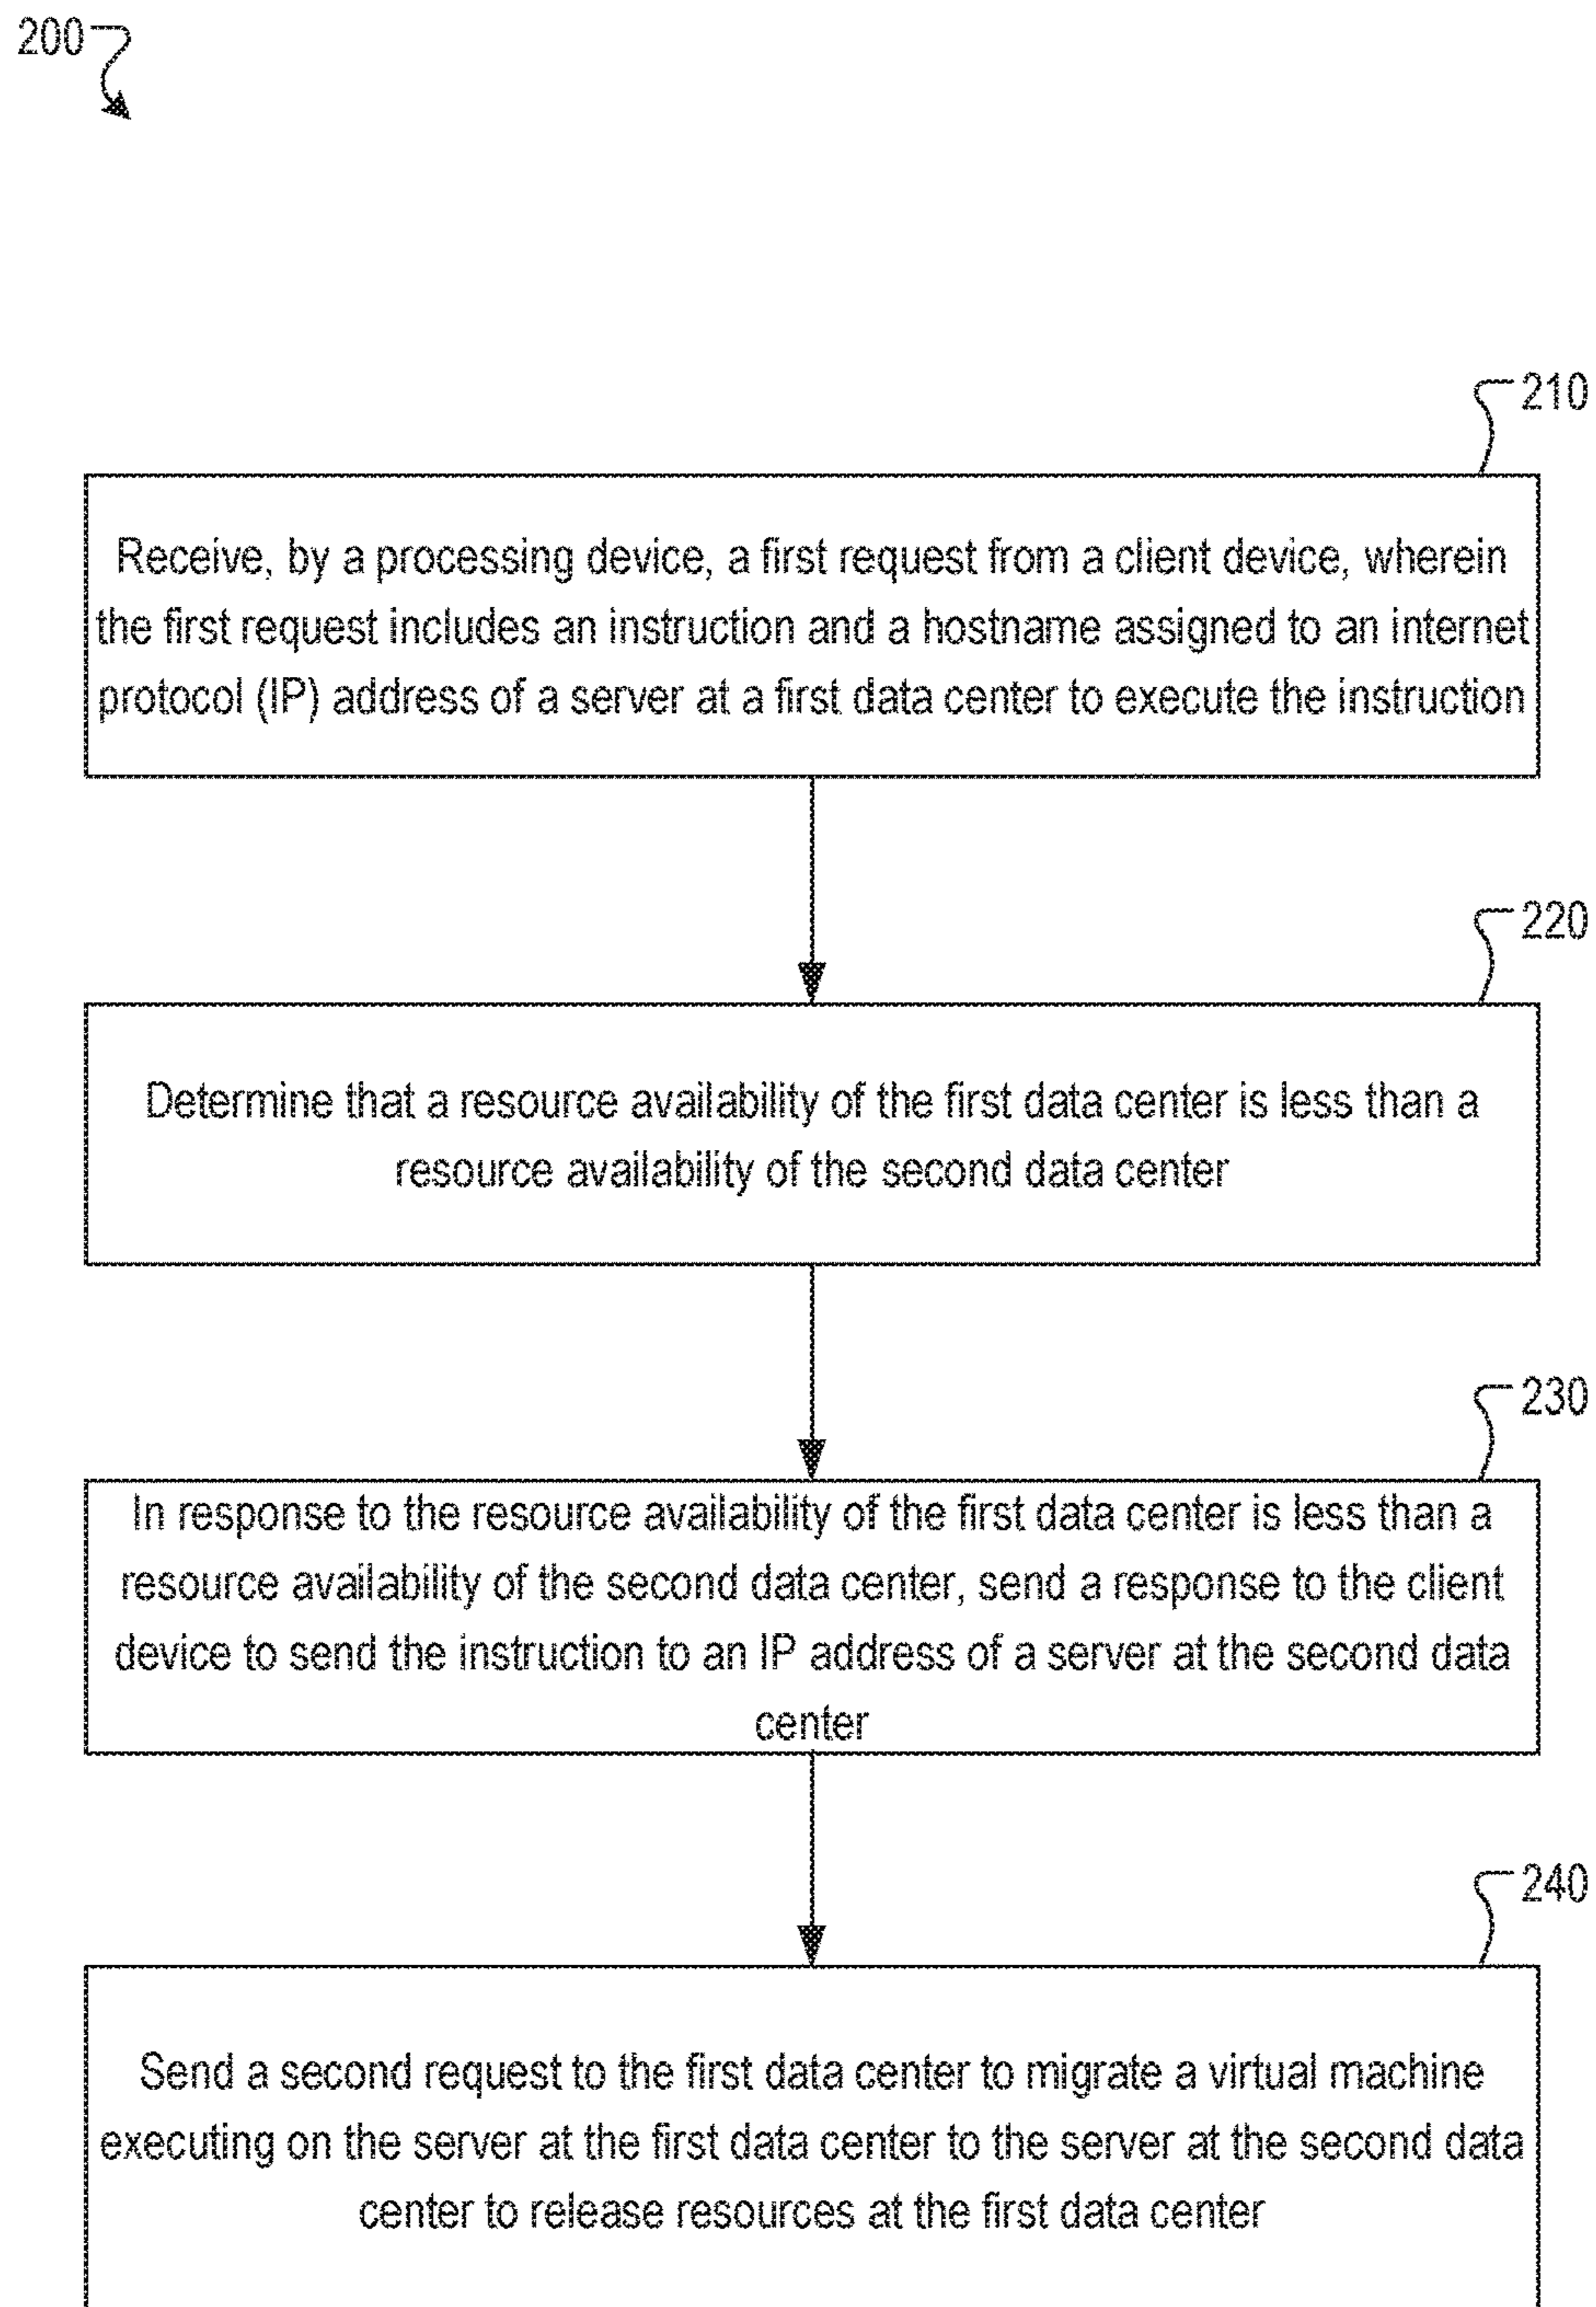 200
210
Receive, by a processing device, a first request from a client device, wherein
the first request includes an instruction and a hostname assigned to an internet
protocol (IP) address of a server at a first data center to execute the instruction
220
Determine that a resource availability of the first data center is less than a
resource availability of the second data center
230
In response to the resource availability of the first data center is less than a
resource availability of the second data center, send a response to the client
device to send the instruction to an IP address of a server at the second data
center
240
Send a second request to the first data center to migrate a virtual machine
executing on the server at the first data center to the server at the second data
center to release resources at the first data center